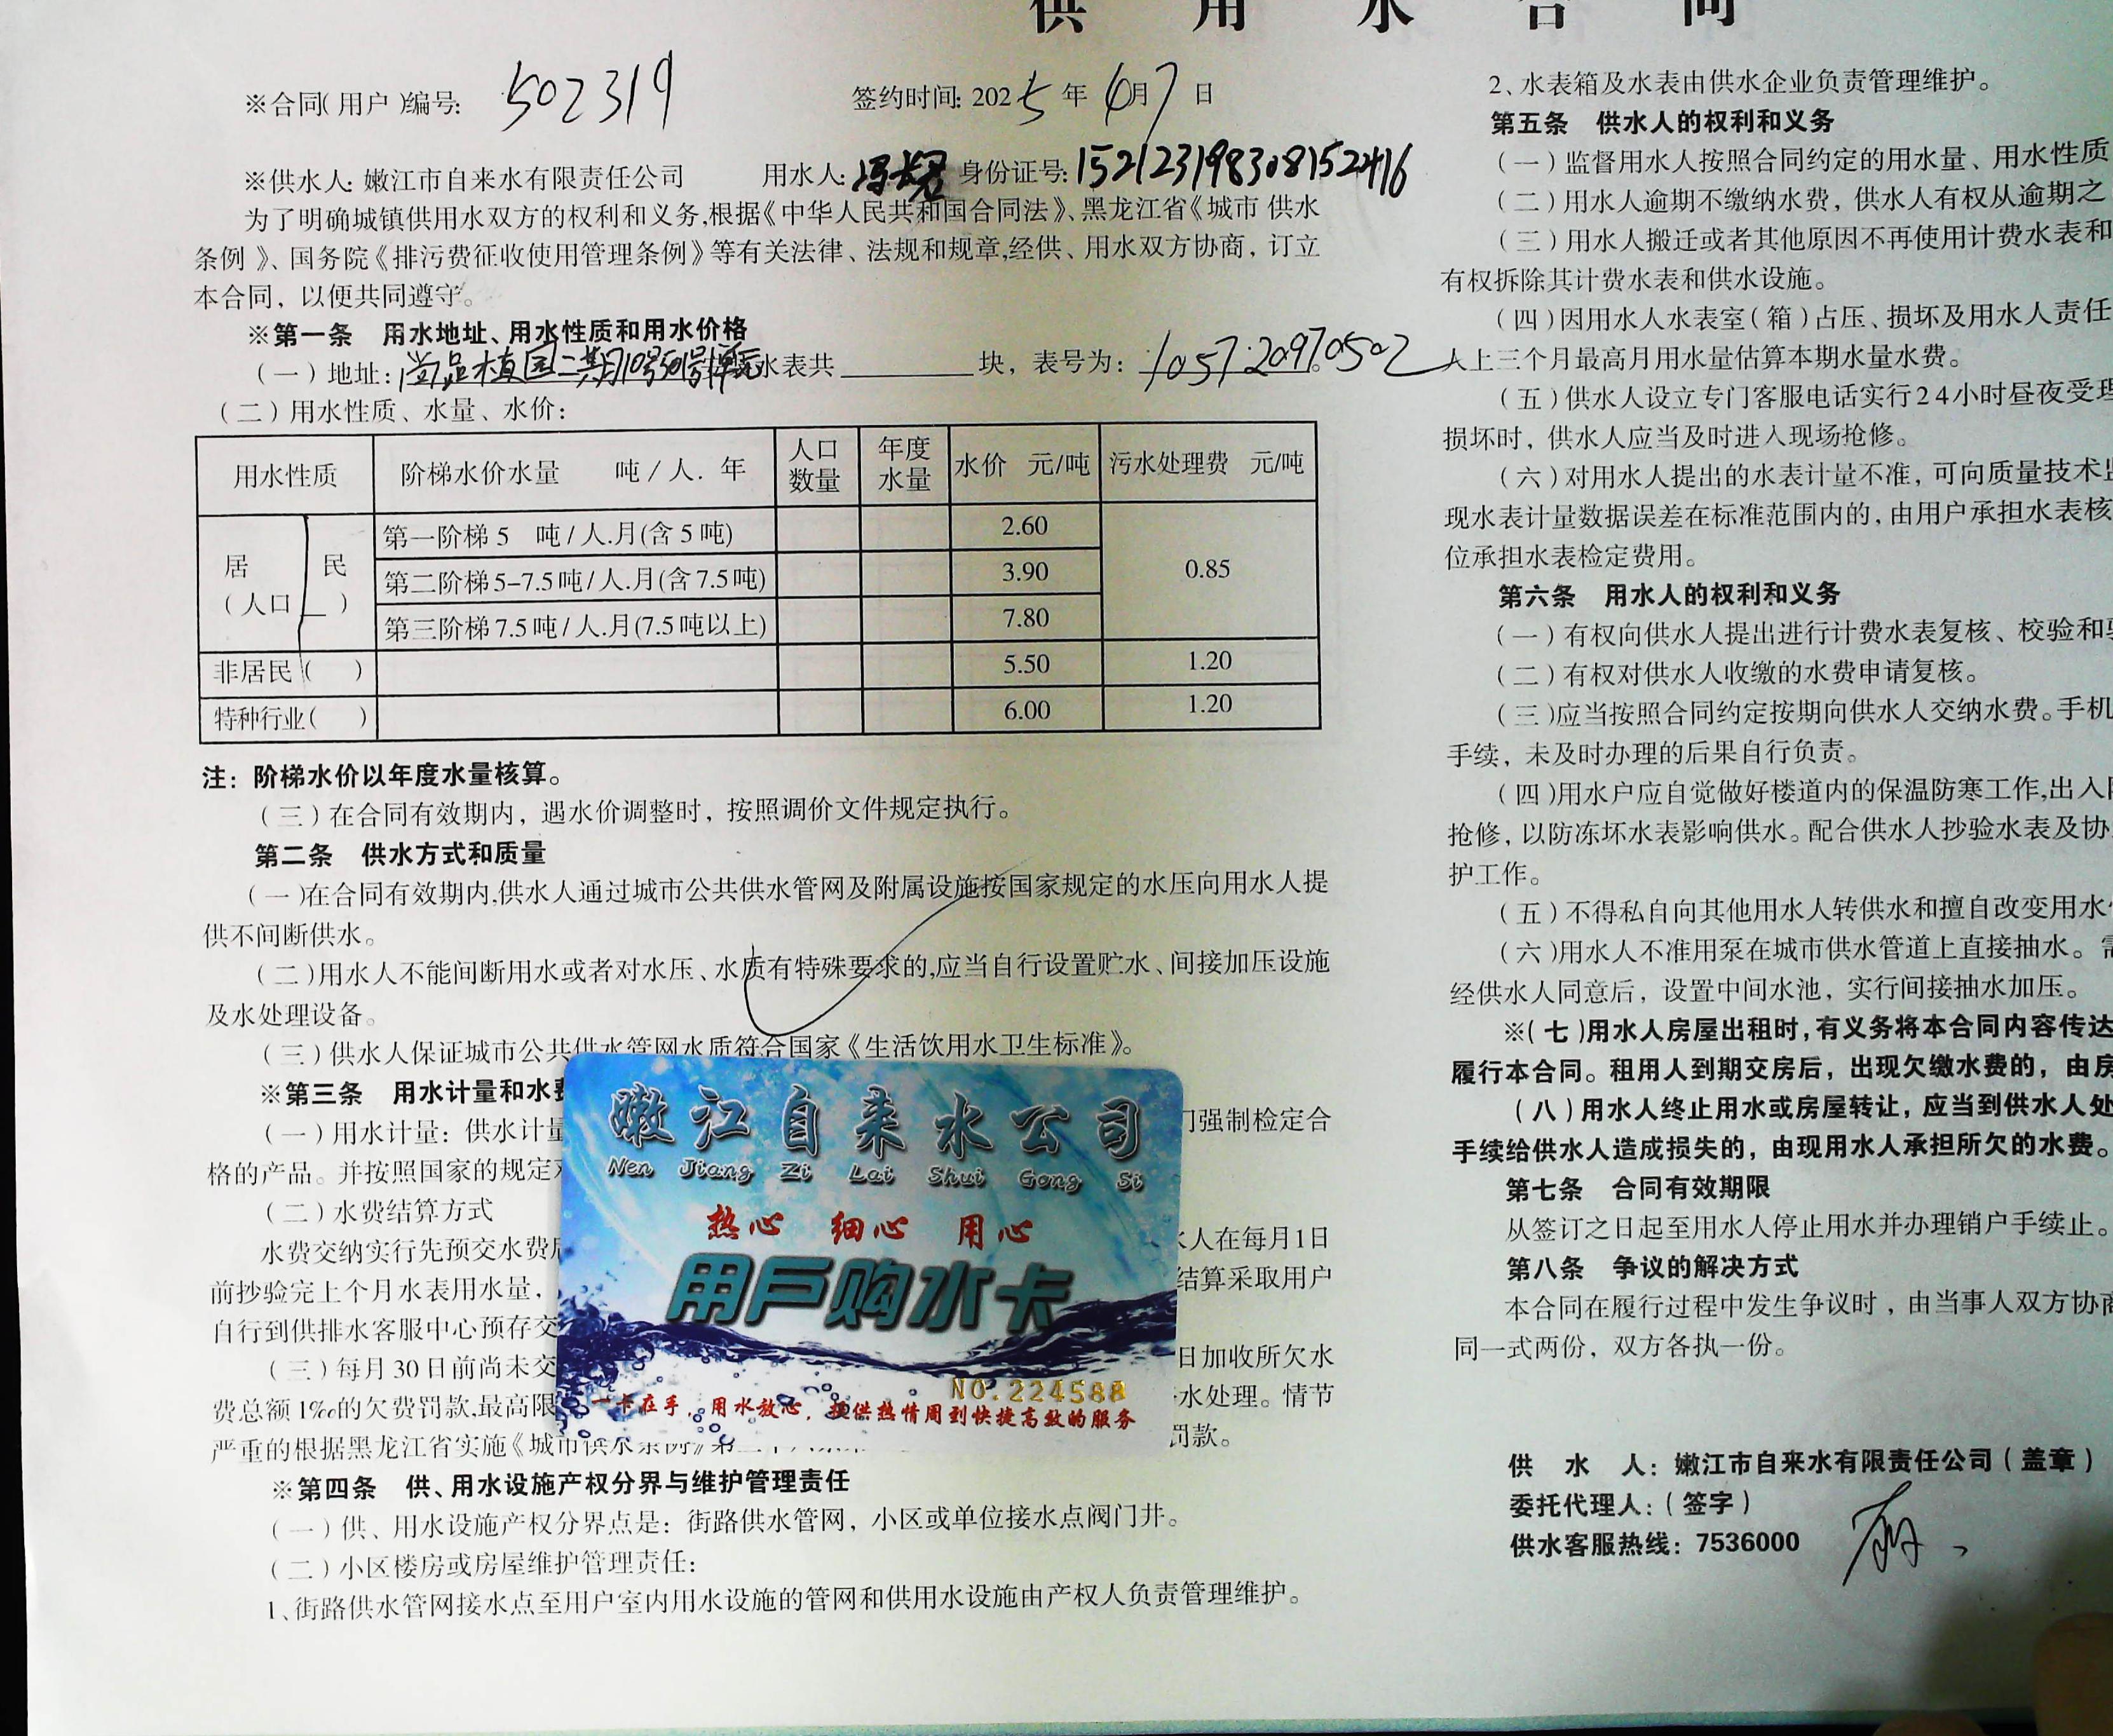 供 用 水 合 同
※合同(用户)编号: 502319 签约时间: 2025年6月7日
※供水人: 嫩江市自来水有限责任公司 用水人: 身份证号: 152123198308152416
为了明确城镇供用水双方的权利和义务,根据《中华人民共和国合同法》、黑龙江省《城市 供水
条例》、国务院《排污费征收使用管理条例》等有关法律、法规和规章,经供、用水双方协商，订立
本合同，以便共同遵守。
※第一条 用水地址、用水性质和用水价格
(一)地址: 尚品植园二期10号 水表共 块，表号为: 105720970502
(二)用水性质、水量、水价:
用水性质 阶梯水价水量 吨/人. 年 人口数量 年度水量 水价 元/吨 污水处理费 元/吨
居 民 (人口 ) 第一阶梯 5 吨/人.月(含 5 吨) 2.60 0.85
第二阶梯 5-7.5 吨/人.月(含 7.5 吨) 3.90
第三阶梯 7.5 吨/人.月(7.5 吨以上) 7.80
非居民( ) 5.50 1.20
特种行业( ) 6.00 1.20
注：阶梯水价以年度水量核算。
(三)在合同有效期内，遇水价调整时，按照调价文件规定执行。
第二条 供水方式和质量
(一)在合同有效期内,供水人通过城市公共供水管网及附属设施按国家规定的水压向用水人提
供不间断供水。
(二)用水人不能间断用水或者对水压、水质有特殊要求的,应当自行设置贮水、间接加压设施
及水处理设备。
(三)供水人保证城市公共供水管网水质符合国家《生活饮用水卫生标准》。
※第三条 用水计量和水费
(一)用水计量：供水计量 门强制检定合
格的产品。并按照国家的规定
(二)水费结算方式
水费交纳实行先预交水费 水人在每月1日
前抄验完上个月水表用水量， 结算采取用户
自行到供排水客服中心预存交
(三)每月 30 日前尚未交 日加收所欠水
费总额 1‰的欠费罚款,最高限 水处理。情节
严重的根据黑龙江省实施《城市供水条例》第 罚款。
嫩江自来水公司
Nen Jiang Zi Lai Shui Gong Si
热心 细心 用心
用户购水卡
NO.224588
一卡在手，用水放心，提供热情周到快捷高效的服务
※第四条 供、用水设施产权分界与维护管理责任
(一)供、用水设施产权分界点是：街路供水管网，小区或单位接水点阀门井。
(二)小区楼房或房屋维护管理责任:
1、街路供水管网接水点至用户室内用水设施的管网和供用水设施由产权人负责管理维护。
2、水表箱及水表由供水企业负责管理维护。
第五条 供水人的权利和义务
(一)监督用水人按照合同约定的用水量、用水性质
(二)用水人逾期不缴纳水费，供水人有权从逾期之
(三)用水人搬迁或者其他原因不再使用计费水表和
有权拆除其计费水表和供水设施。
(四)因用水人水表室(箱)占压、损坏及用水人责任
人上三个月最高月用水量估算本期水量水费。
(五)供水人设立专门客服电话实行24小时昼夜受理
损坏时，供水人应当及时进入现场抢修。
(六)对用水人提出的水表计量不准，可向质量技术监
现水表计量数据误差在标准范围内的，由用户承担水表核
位承担水表检定费用。
第六条 用水人的权利和义务
(一)有权向供水人提出进行计费水表复核、校验和
(二)有权对供水人收缴的水费申请复核。
(三)应当按照合同约定按期向供水人交纳水费。手机
手续，未及时办理的后果自行负责。
(四)用水户应自觉做好楼道内的保温防寒工作,出入
抢修，以防冻坏水表影响供水。配合供水人抄验水表及协
护工作。
(五)不得私自向其他用水人转供水和擅自改变用水
(六)用水人不准用泵在城市供水管道上直接抽水。需
经供水人同意后，设置中间水池，实行间接抽水加压。
※(七)用水人房屋出租时,有义务将本合同内容传达
履行本合同。租用人到期交房后，出现欠缴水费的，由房
(八)用水人终止用水或房屋转让，应当到供水人处
手续给供水人造成损失的，由现用水人承担所欠的水费。
第七条 合同有效期限
从签订之日起至用水人停止用水并办理销户手续止。
第八条 争议的解决方式
本合同在履行过程中发生争议时，由当事人双方协商
同一式两份，双方各执一份。
供 水 人：嫩江市自来水有限责任公司(盖章)
委托代理人：(签字)
供水客服热线：7536000